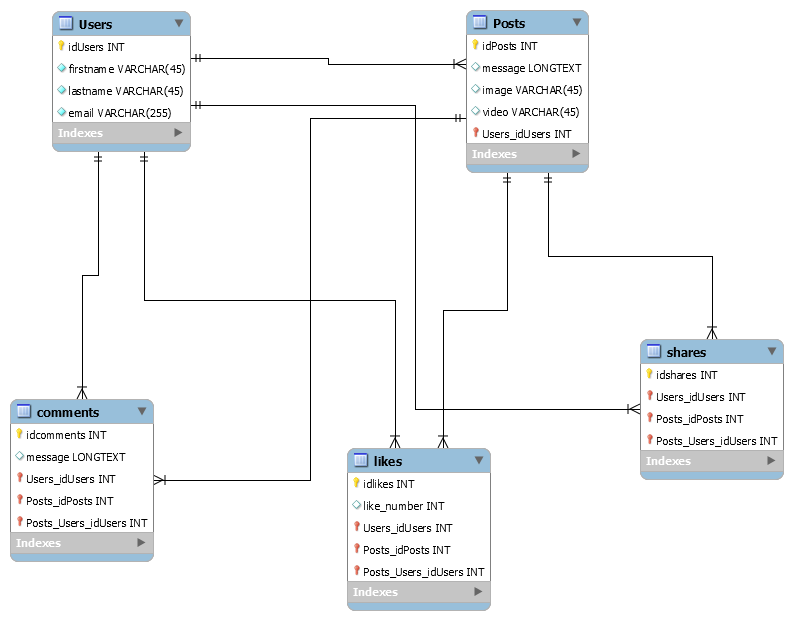 Users
idUsers INT
firstname VARCHAR(45)
lastname VARCHAR(45)
email VARCHAR(255)
Indexes
Posts
idPosts INT
message LONGTEXT
image VARCHAR(45)
video VARCHAR(45)
Users_idUsers INT
Indexes
comments
idcomments INT
message LONGTEXT
Users_idUsers INT
Posts_idPosts INT
Posts_Users_idUsers INT
Indexes
likes
idlikes INT
like_number INT
Users_idUsers INT
Posts_idPosts INT
Posts_Users_idUsers INT
Indexes
shares
idshares INT
Users_idUsers INT
Posts_idPosts INT
Posts_Users_idUsers INT
Indexes